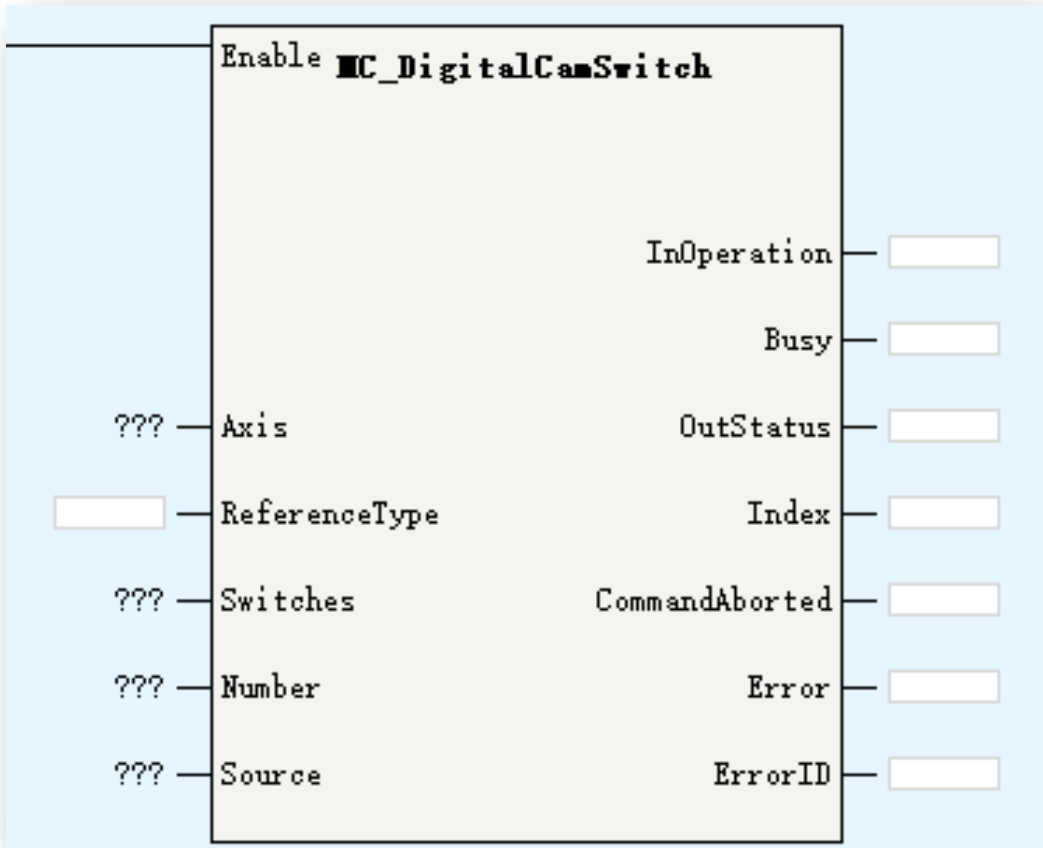 Enable MC_DigitalCamSwitch
InOperation
Busy
??? Axis OutStatus
ReferenceType Index
??? Switches CommandAborted
??? Number Error
??? Source ErrorID